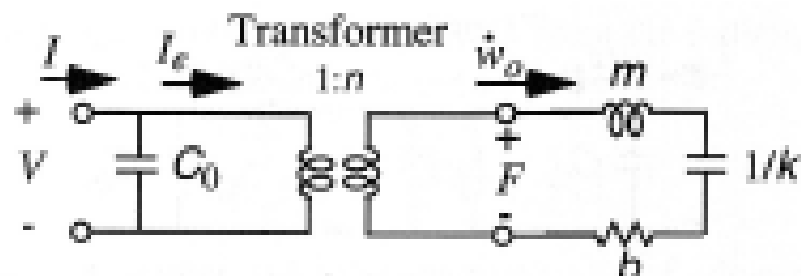 Transformer
I I_e 1:n ẇ_o m
+ V - C_0 + F - 1/k
b